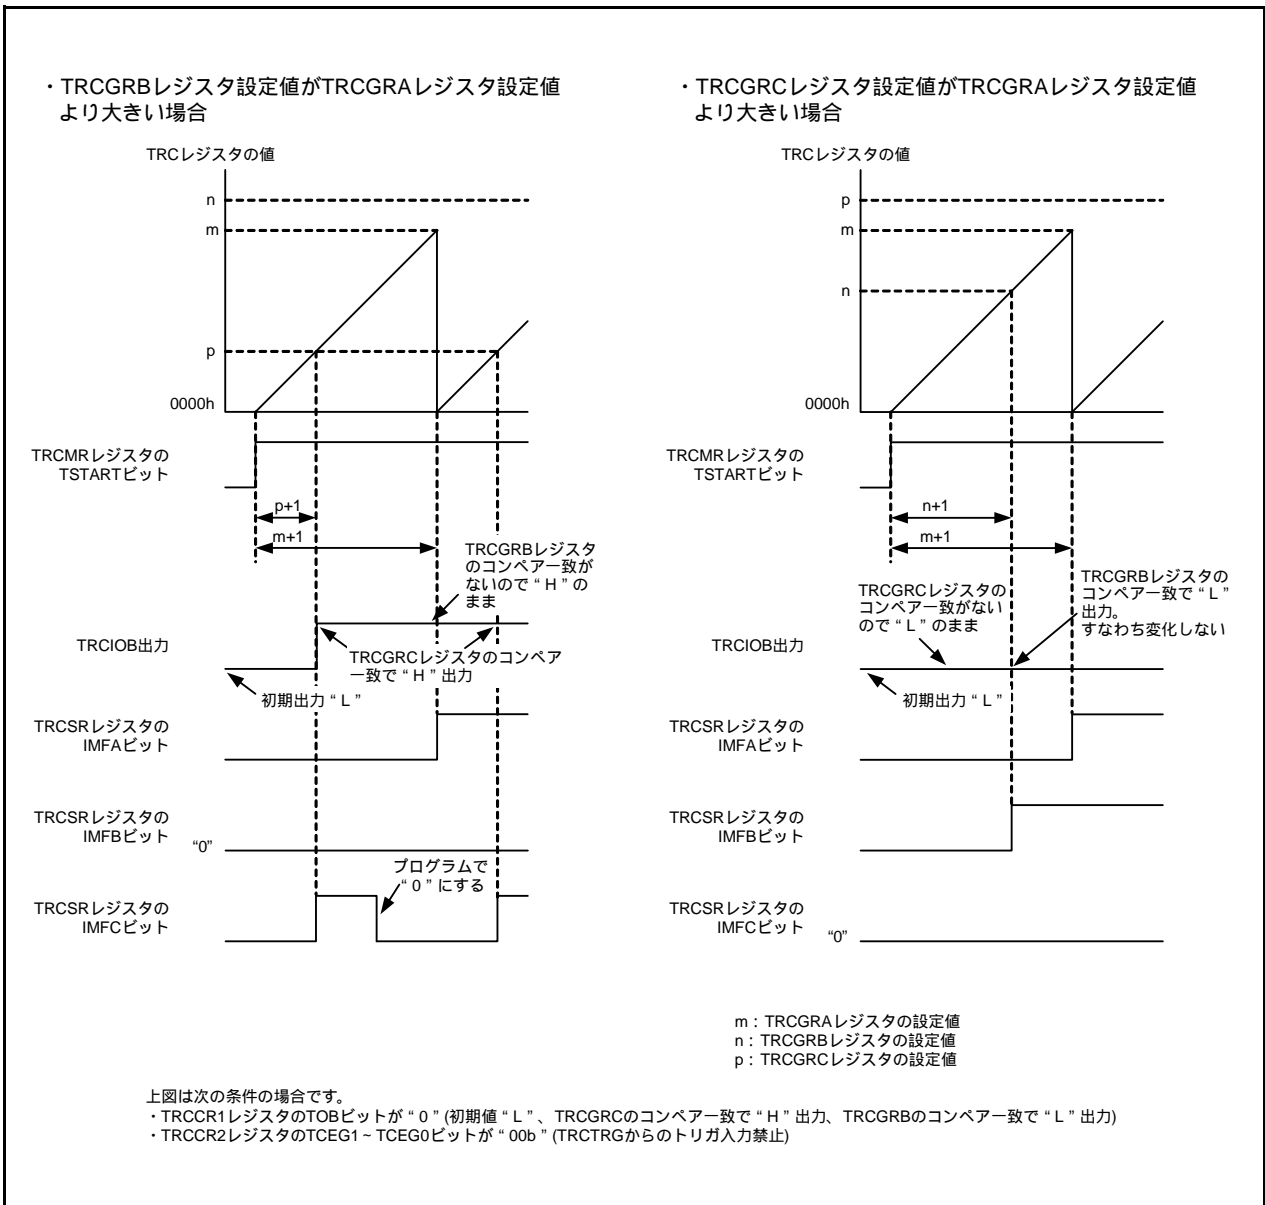 ・TRCGRBレジスタ設定値がTRCGRAレジスタ設定値
より大きい場合
TRCレジスタの値
n
m
p
0000h
TRCMRレジスタの
TSTARTビット
p+1
m+1
TRCGRBレジスタ
のコンペア一致が
ないので“H”の
まま
TRCIOB出力
TRCGRCレジスタのコンペア
一致で“H”出力
初期出力“L”
TRCSRレジスタの
IMFAビット
TRCSRレジスタの
IMFBビット
“0”
プログラムで
“0”にする
TRCSRレジスタの
IMFCビット
・TRCGRCレジスタ設定値がTRCGRAレジスタ設定値
より大きい場合
TRCレジスタの値
p
m
n
0000h
TRCMRレジスタの
TSTARTビット
n+1
m+1
TRCGRCレジスタの
コンペア一致がない
ので“L”のまま
TRCGRBレジスタの
コンペア一致で“L”
出力。
すなわち変化しない
TRCIOB出力
初期出力“L”
TRCSRレジスタの
IMFAビット
TRCSRレジスタの
IMFBビット
TRCSRレジスタの
IMFCビット
“0”
m：TRCGRAレジスタの設定値
n：TRCGRBレジスタの設定値
p：TRCGRCレジスタの設定値
上図は次の条件の場合です。
・TRCCR1レジスタのTOBビットが“0”(初期値“L”、TRCGRCのコンペア一致で“H”出力、TRCGRBのコンペア一致で“L”出力)
・TRCCR2レジスタのTCEG1～TCEG0ビットが“00b”(TRCTRGからのトリガ入力禁止)